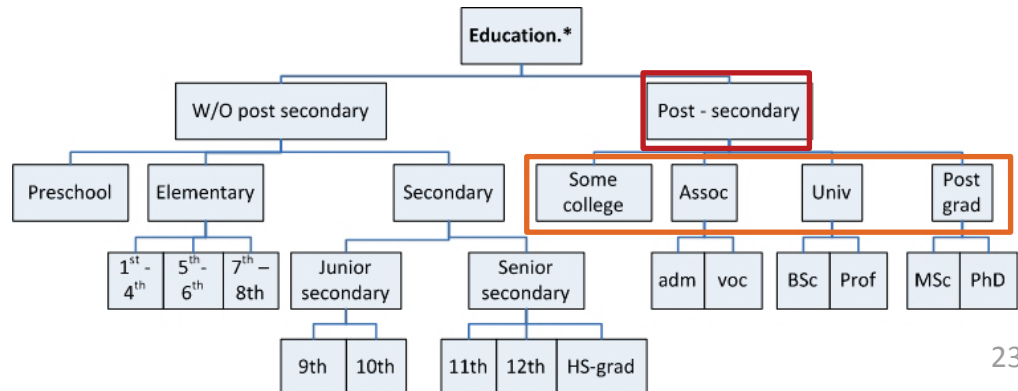 Education.*
W/O post secondary
Post - secondary
Preschool
Elementary
Secondary
Some
college
Assoc
Univ
Post
grad
1st -
4th
5th -
6th
7th –
8th
Junior
secondary
Senior
secondary
adm
voc
BSc
Prof
MSc
PhD
9th
10th
11th
12th
HS-grad
23